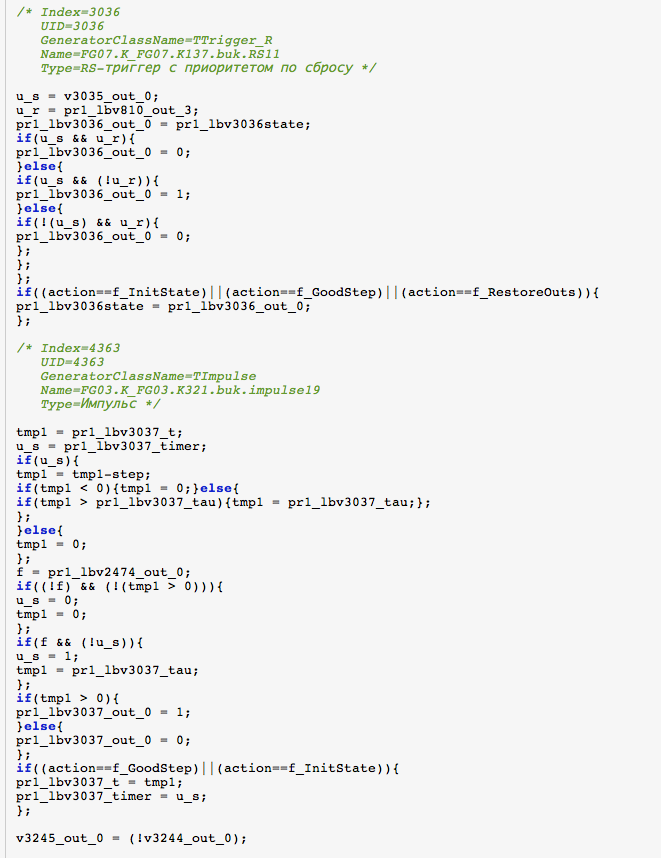 /* Index=3036
UID=3036
GeneratorClassName=TTrigger_R
Name=FG07.K_FG07.K137.buk.RS11
Type=RS-триггер с приоритетом по сбросу */
u_s = v3035_out_0;
u_r = pr1_lbv810_out_3;
pr1_lbv3036_out_0 = pr1_lbv3036state;
if(u_s && u_r){
pr1_lbv3036_out_0 = 0;
}else{
if(u_s && (!u_r)){
pr1_lbv3036_out_0 = 1;
}else{
if(!(u_s) && u_r){
pr1_lbv3036_out_0 = 0;
};
};
};
if((action==f_InitState)||(action==f_GoodStep)||(action==f_RestoreOuts)){
pr1_lbv3036state = pr1_lbv3036_out_0;
};
/* Index=4363
UID=4363
GeneratorClassName=TImpulse
Name=FG03.K_FG03.K321.buk.impulse19
Type=Импульс */
tmp1 = pr1_lbv3037_t;
u_s = pr1_lbv3037_timer;
if(u_s){
tmp1 = tmp1-step;
if(tmp1 < 0){tmp1 = 0;}else{
if(tmp1 > pr1_lbv3037_tau){tmp1 = pr1_lbv3037_tau;};
};
}else{
tmp1 = 0;
};
f = pr1_lbv2474_out_0;
if((!f) && (!(tmp1 > 0))){
u_s = 0;
tmp1 = 0;
};
if(f && (!u_s)){
u_s = 1;
tmp1 = pr1_lbv3037_tau;
};
if(tmp1 > 0){
pr1_lbv3037_out_0 = 1;
}else{
pr1_lbv3037_out_0 = 0;
};
if((action==f_GoodStep)||(action==f_InitState)){
pr1_lbv3037_t = tmp1;
pr1_lbv3037_timer = u_s;
};
v3245_out_0 = (!v3244_out_0);